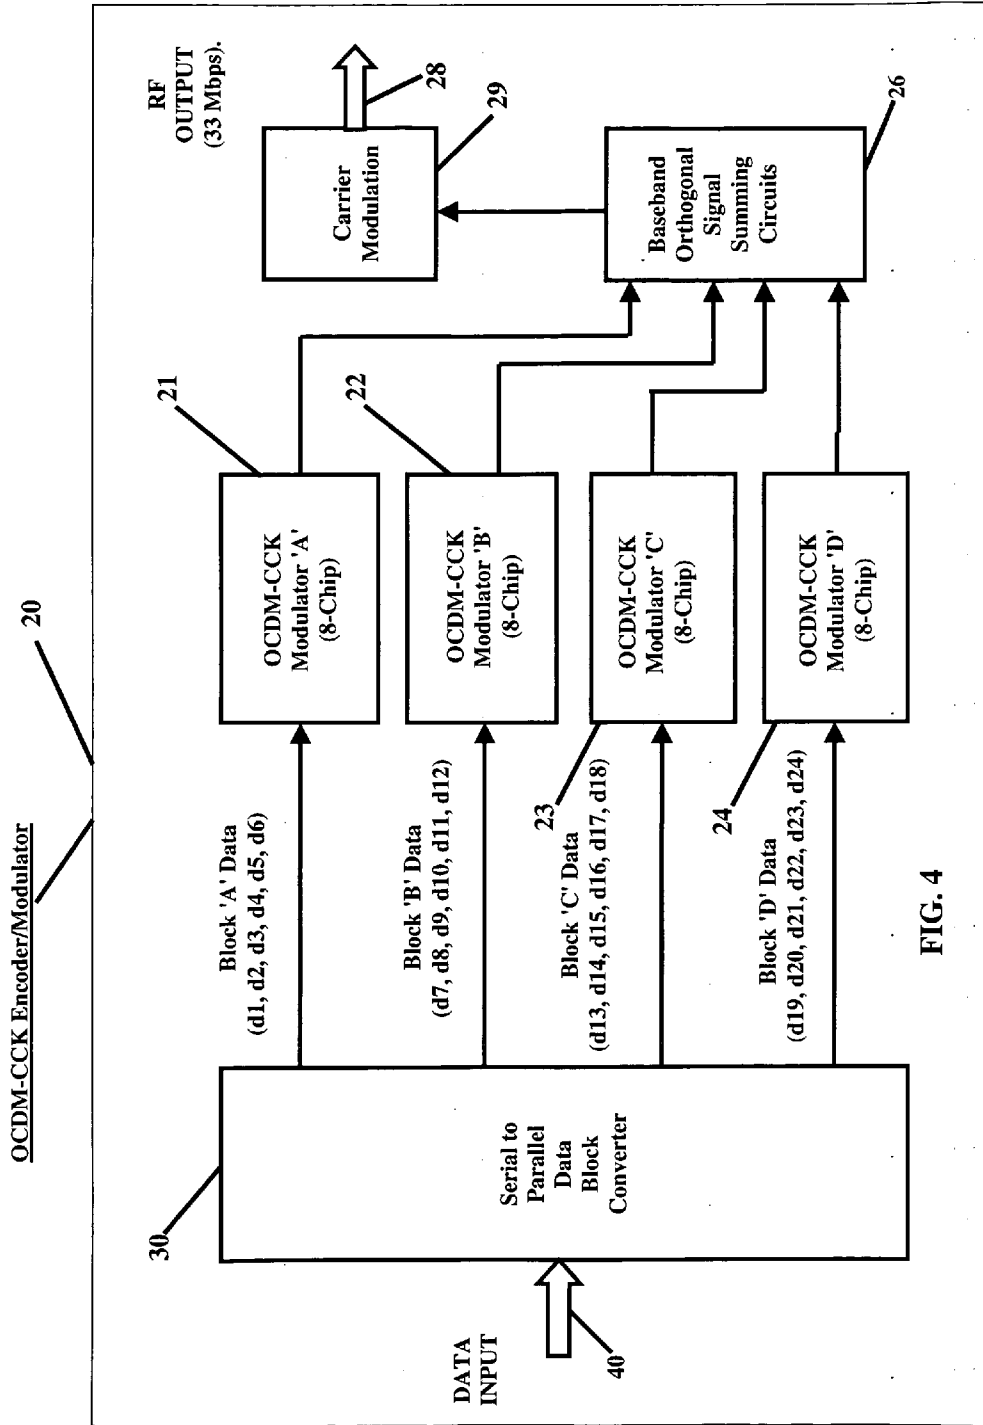 OCDM-CCK Encoder/Modulator
20
DATA
INPUT
40
30
Serial to
Parallel
Data
Block
Converter
Block 'A' Data
(d1, d2, d3, d4, d5, d6)
Block 'B' Data
(d7, d8, d9, d10, d11, d12)
Block 'C' Data
(d13, d14, d15, d16, d17, d18)
Block 'D' Data
(d19, d20, d21, d22, d23, d24)
21
OCDM-CCK
Modulator 'A'
(8-Chip)
22
OCDM-CCK
Modulator 'B'
(8-Chip)
23
OCDM-CCK
Modulator 'C'
(8-Chip)
24
OCDM-CCK
Modulator 'D'
(8-Chip)
Baseband
Orthogonal
Signal
Summing
Circuits
26
Carrier
Modulation
29
28
RF
OUTPUT
(33 Mbps).
FIG. 4